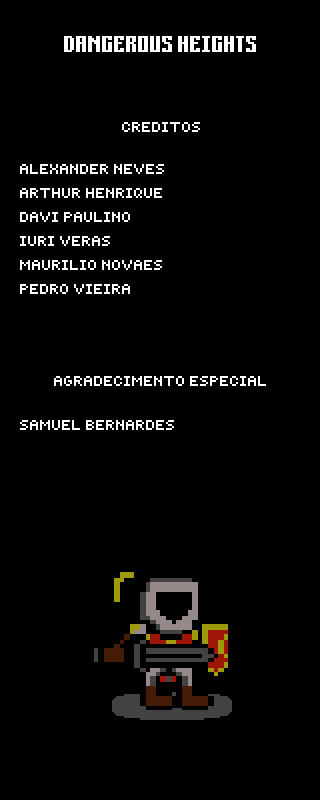 DANGEROUS HEIGHTS
CREDITOS
ALEXANDER NEVES
ARTHUR HENRIQUE
DAVI PAULINO
IURI VERAS
MAURILIO NOVAES
PEDRO VIEIRA
AGRADECIMENTO ESPECIAL
SAMUEL BERNARDES